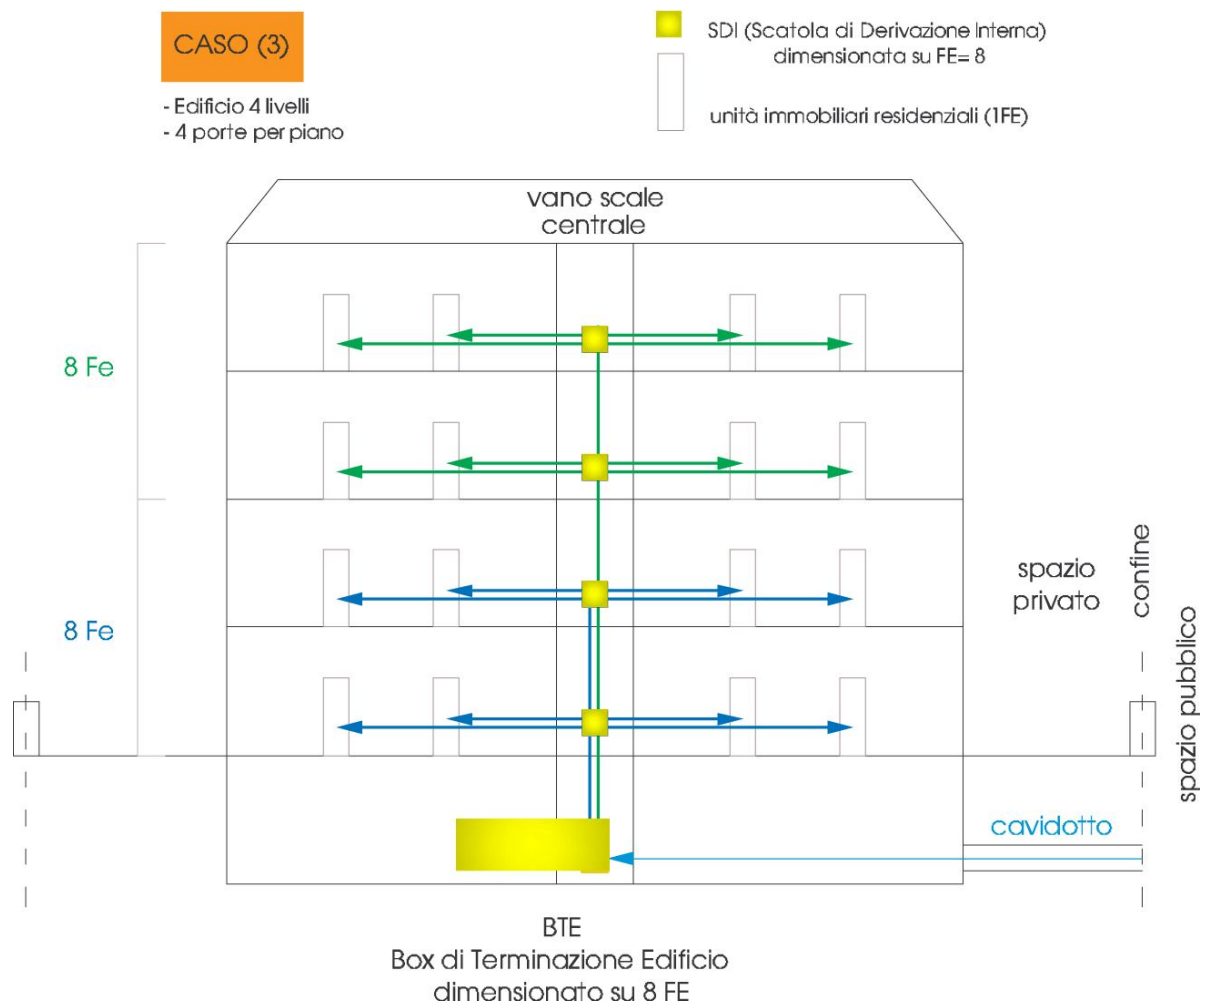 CASO (3)
- Edificio 4 livelli
- 4 porte per piano
SDI (Scatola di Derivazione Interna)
dimensionata su FE= 8
unità immobiliari residenziali (1FE)
vano scale
centrale
8 Fe
8 Fe
spazio
privato
confine
spazio pubblico
cavidotto
BTE
Box di Terminazione Edificio
dimensionato su 8 FE